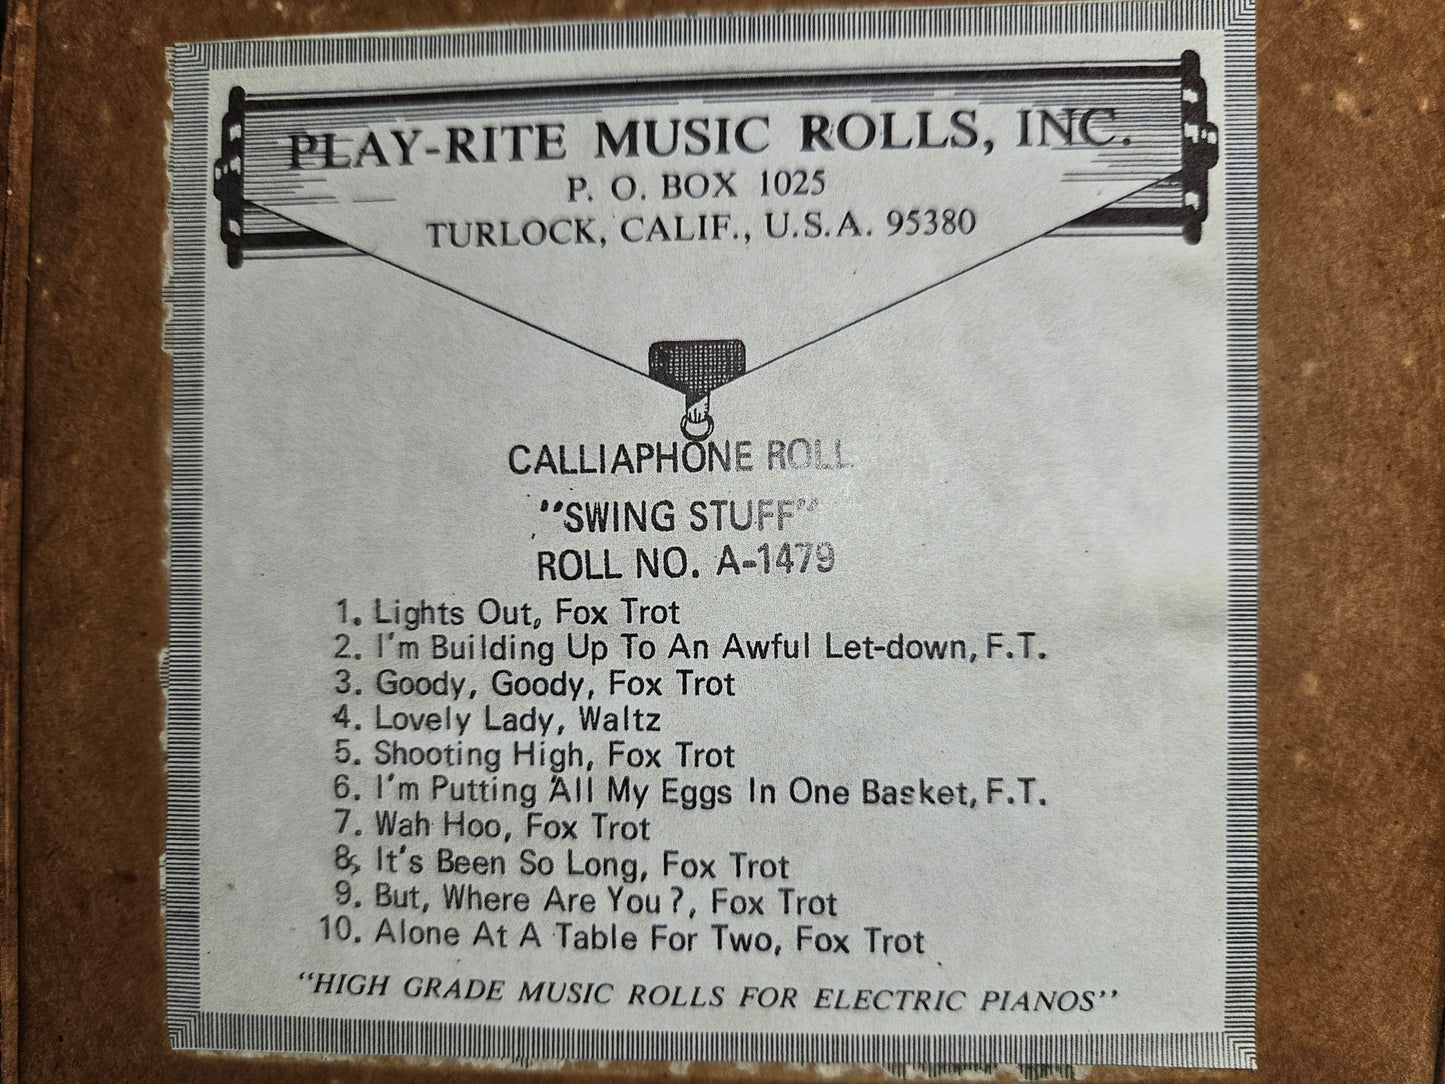 PLAY-RITE MUSIC ROLLS, INC.
P. O. BOX 1025
TURLOCK, CALIF., U.S.A. 95380
CALLIAPHONE ROLL
"SWING STUFF"
ROLL NO. A-1479
1. Lights Out, Fox Trot
2. I'm Building Up To An Awful Let-down, F.T.
3. Goody, Goody, Fox Trot
4. Lovely Lady, Waltz
5. Shooting High, Fox Trot
6. I'm Putting All My Eggs In One Basket, F.T.
7. Wah Hoo, Fox Trot
8, It's Been So Long, Fox Trot
9. But, Where Are You?, Fox Trot
10. Alone At A Table For Two, Fox Trot
"HIGH GRADE MUSIC ROLLS FOR ELECTRIC PIANOS"